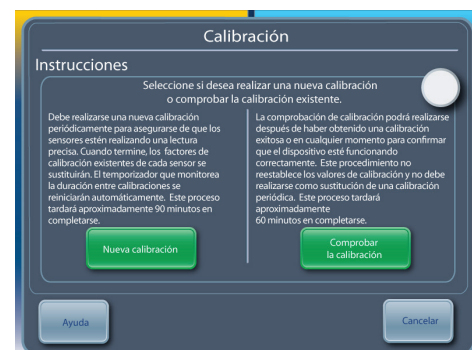 Calibración
Instrucciones
Seleccione si desea realizar una nueva calibración
o comprobar la calibración existente.
Debe realizarse una nueva calibración
periódicamente para asegurarse de que los
sensores estén realizando una lectura
precisa. Cuando termine, los factores de
calibración existentes de cada sensor se
sustituirán. El temporizador que monitorea
la duración entre calibraciones se
reiniciarán automáticamente. Este proceso
tardará aproximadamente 90 minutos en
completarse.
Nueva calibración
La comprobación de calibración podrá realizarse
después de haber obtenido una calibración
exitosa o en cualquier momento para confirmar
que el dispositivo esté funcionando
correctamente. Este procedimiento no
reestablece los valores de calibración y no debe
realizarse como sustitución de una calibración
periódica. Este proceso tardará
aproximadamente
60 minutos en completarse.
Comprobar
la calibración
Ayuda
Cancelar